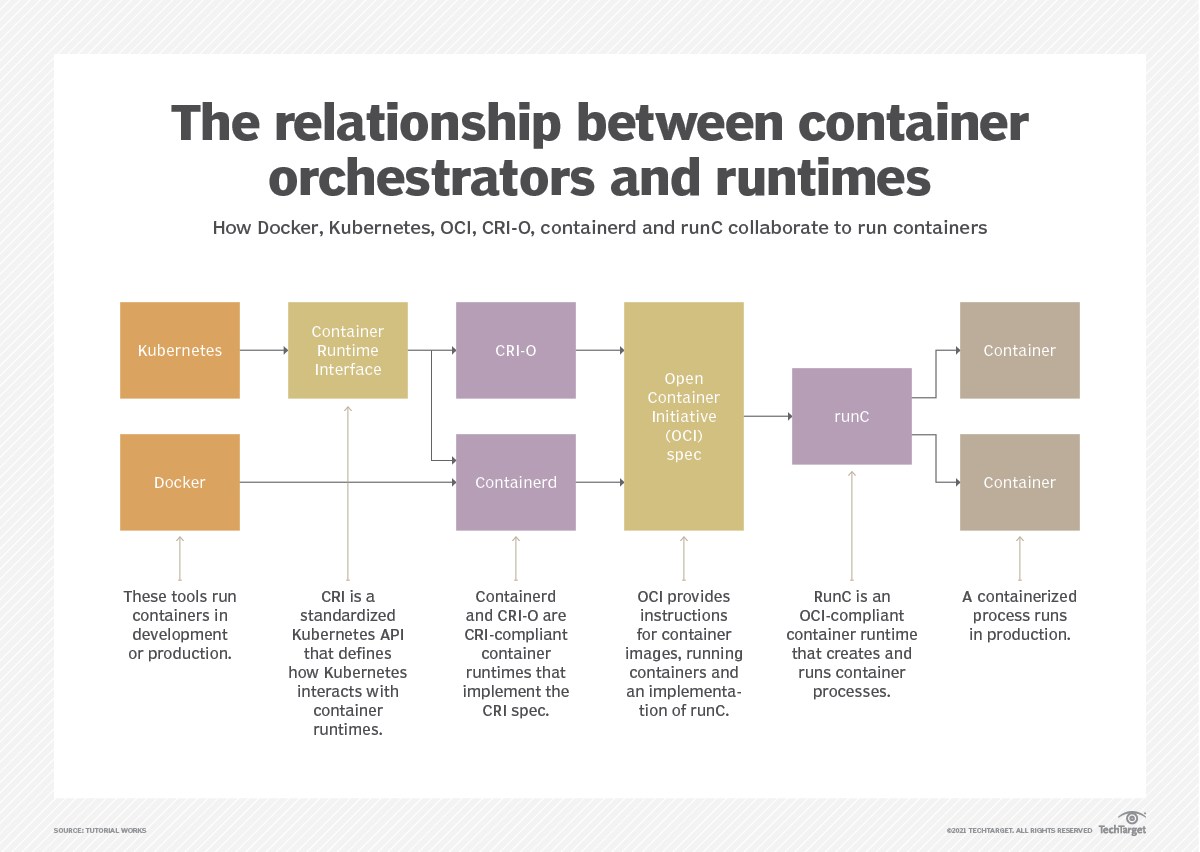 The relationship between container
orchestrators and runtimes
How Docker, Kubernetes, OCI, CRI-O, containerd and runC collaborate to run containers
Kubernetes
Container
Runtime
Interface
CRI-O
Open
Container
Initiative
(OCI)
spec
runC
Container
Docker
Containerd
Container
These tools run
containers in
development
or production.
CRI is a
standardized
Kubernetes API
that defines
how Kubernetes
interacts with
container
runtimes.
Containerd
and CRI-O are
CRI-compliant
container
runtimes that
implement the
CRI spec.
OCI provides
instructions
for container
images, running
containers and
an implementa-
tion of runC.
RunC is an
OCI-compliant
container runtime
that creates and
runs container
processes.
A containerized
process runs
in production.
SOURCE: TUTORIAL WORKS
©2021 TECHTARGET. ALL RIGHTS RESERVED
TechTarget